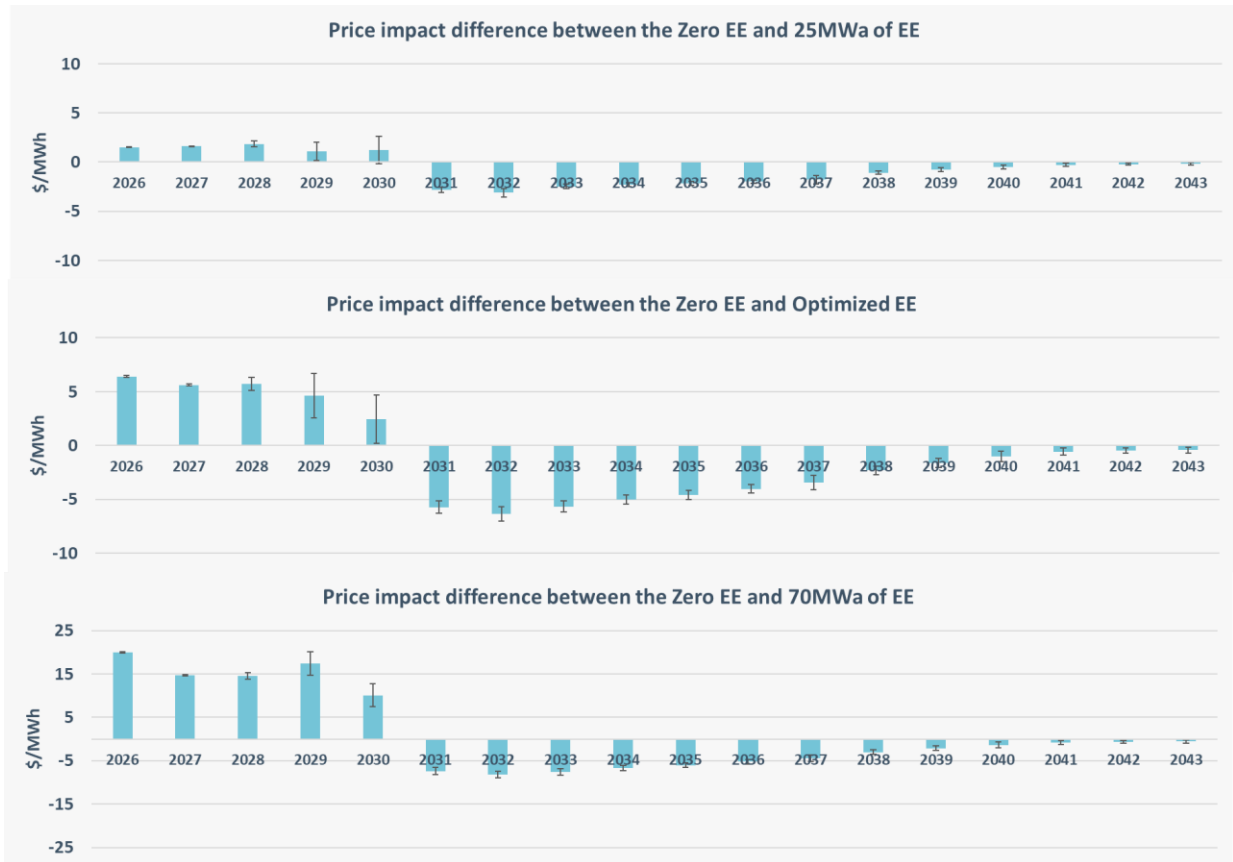 Price impact difference between the Zero EE and 25MWa of EE
10
5
0
-5
-10
$/MWh
2026 2027 2028 2029 2030 2031 2032 2033 2034 2035 2036 2037 2038 2039 2040 2041 2042 2043
Price impact difference between the Zero EE and Optimized EE
10
5
0
-5
-10
$/MWh
2026 2027 2028 2029 2030 2031 2032 2033 2034 2035 2036 2037 2038 2039 2040 2041 2042 2043
Price impact difference between the Zero EE and 70MWa of EE
25
15
5
-5
-15
-25
$/MWh
2026 2027 2028 2029 2030 2031 2032 2033 2034 2035 2036 2037 2038 2039 2040 2041 2042 2043